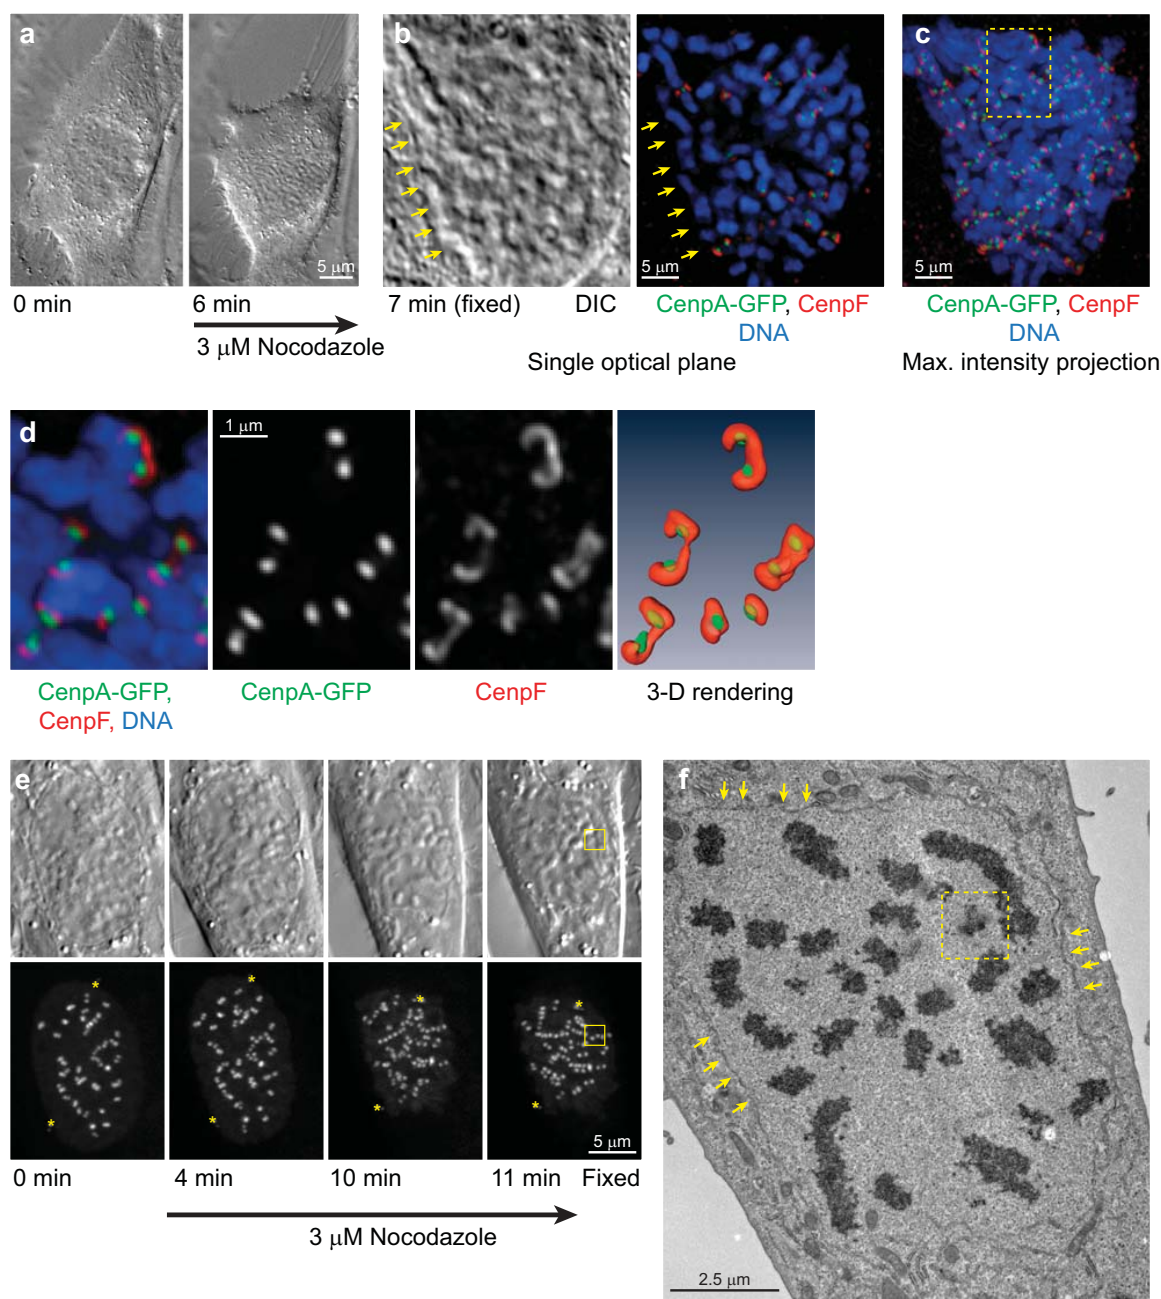 a
b
c
5 μm
5 μm
5 μm
0 min
6 min
7 min (fixed)
DIC
CenpA-GFP, CenpF
DNA
CenpA-GFP, CenpF
DNA
3 μM Nocodazole
Single optical plane
Max. intensity projection
d
1 μm
CenpA-GFP,
CenpF, DNA
CenpA-GFP
CenpF
3-D rendering
e
f
*
*
*
*
*
*
*
*
5 μm
0 min
4 min
10 min
11 min
Fixed
3 μM Nocodazole
2.5 μm